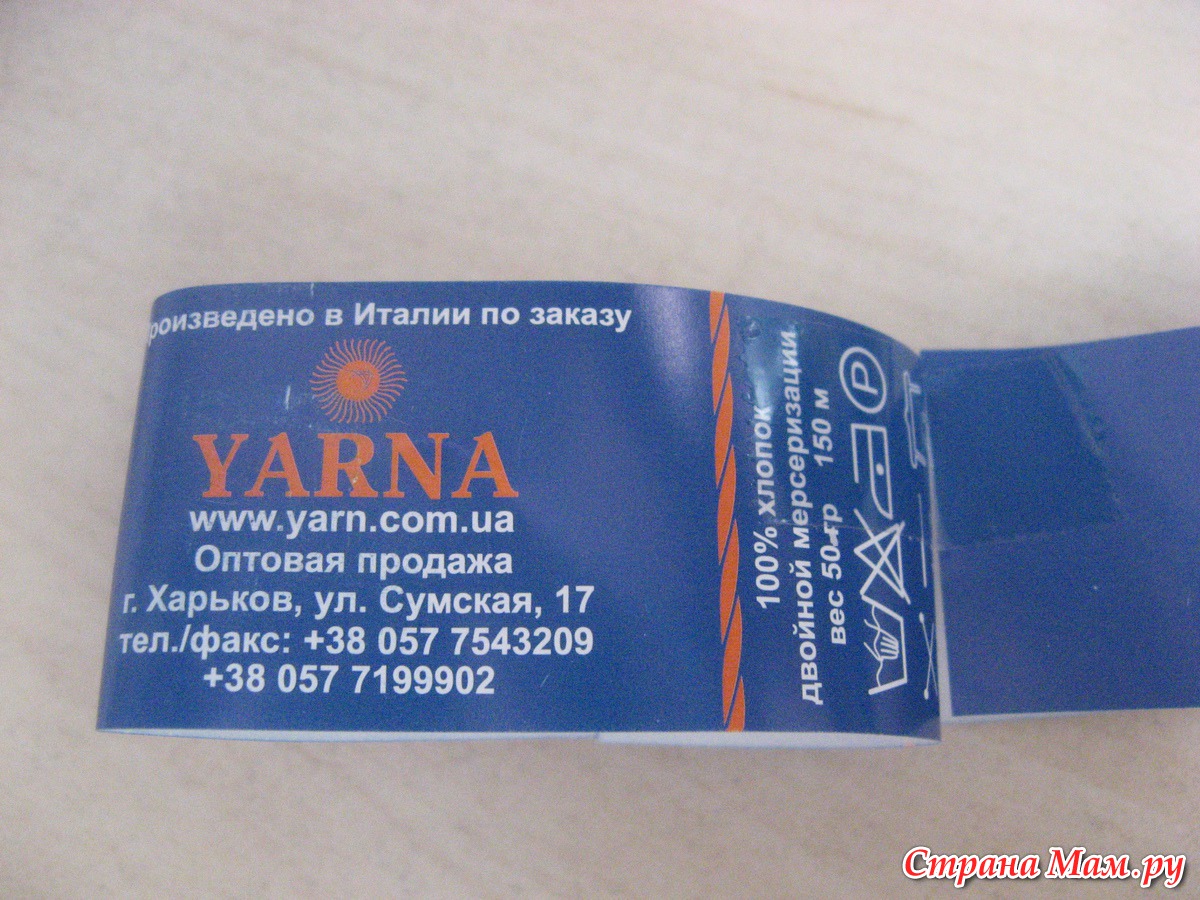 роизведено в Италии по заказу
YARNA
www.yarn.com.ua
Оптовая продажа
г. Харьков, ул. Сумская, 17
тел./факс: +38 057 7543209
+38 057 7199902
100% хлопок
двойной мерсеризации
вес 50 гр 150 м
P
Страна Мам.ру